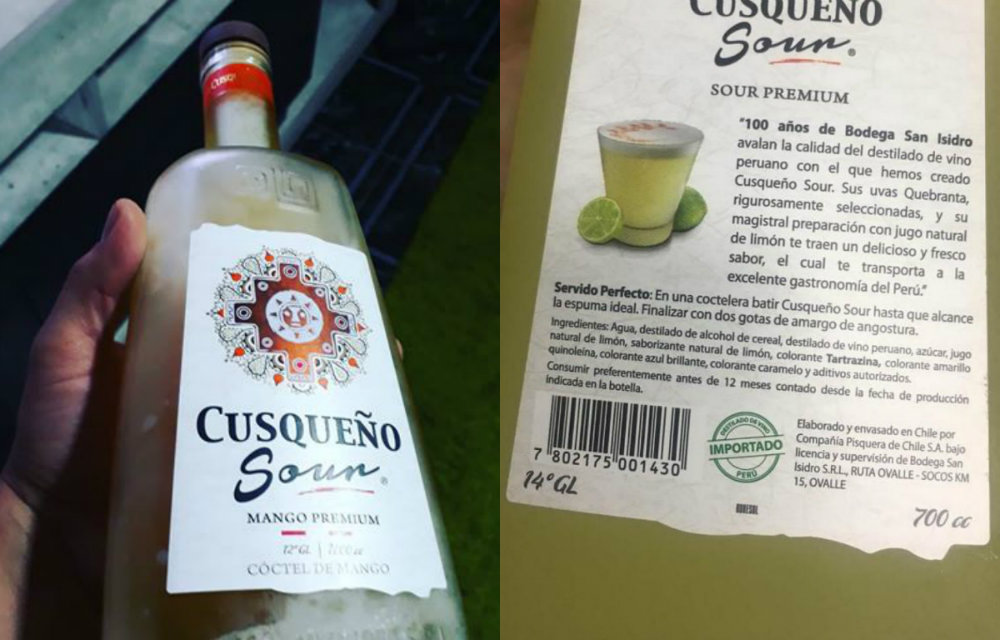 CUSQUEÑO
Sour®
MANGO PREMIUM
12°GL | 1000 cc
CÓCTEL DE MANGO
CUSQUEÑO
Sour®
SOUR PREMIUM
"100 años de Bodega San Isidro
avalan la calidad del destilado de vino
peruano con el que hemos creado
Cusqueño Sour. Sus uvas Quebranta,
rigurosamente seleccionadas, y su
magistral preparación con jugo natural
de limón te traen un delicioso y fresco
sabor, el cual te transporta a la
excelente gastronomía del Perú."
Servido Perfecto: En una coctelera batir Cusqueño Sour hasta que alcance
la espuma ideal. Finalizar con dos gotas de amargo de angostura.
Ingredientes: Agua, destilado de alcohol de cereal, destilado de vino peruano, azúcar, jugo
natural de limón, saborizante natural de limón, colorante Tartrazina, colorante amarillo
quinoleína, colorante azul brillante, colorante caramelo y aditivos autorizados.
Consumir preferentemente antes de 12 meses contado desde la fecha de producción
indicada en la botella.
7 802175 001430
14°GL
DESTILADO DE VINO
IMPORTADO
PERÚ
Elaborado y envasado en Chile por
Compañía Pisquera de Chile S.A. bajo
licencia y supervisión de Bodega San
Isidro S.R.L., RUTA OVALLE - SOCOS KM
15, OVALLE
700 cc